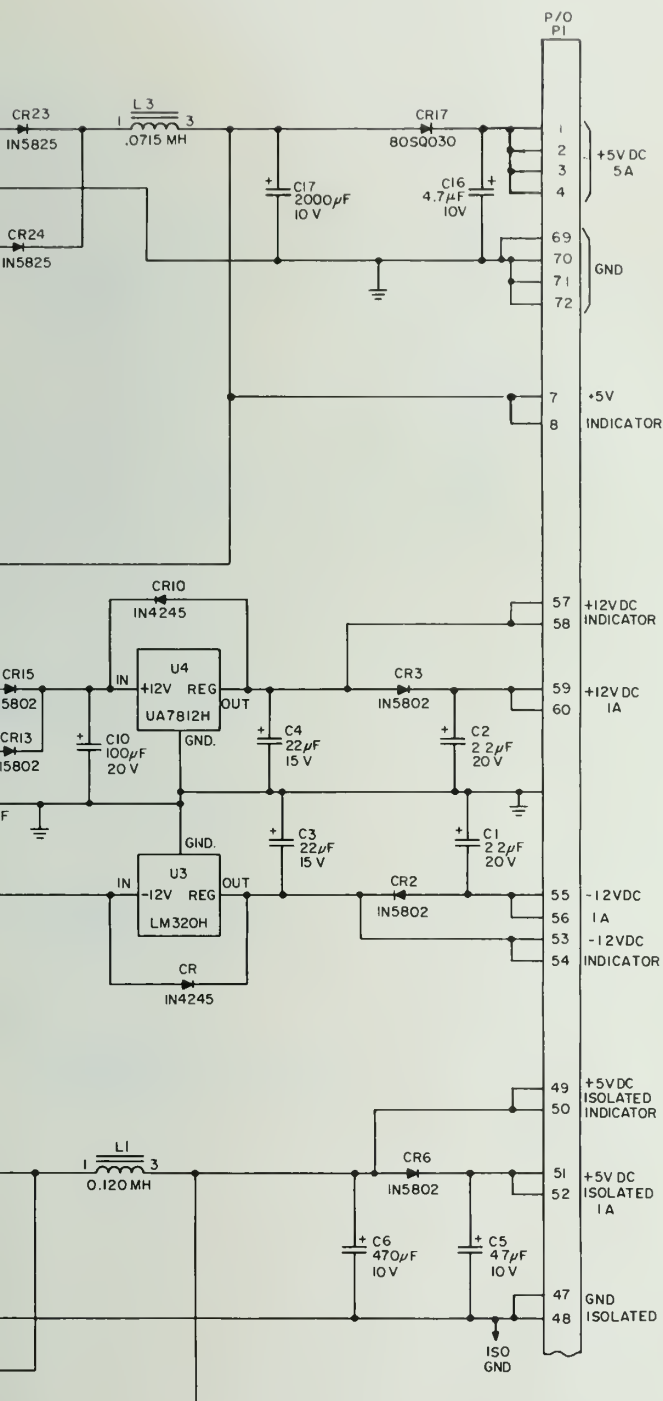 P/O
P1
CR23
IN5825
L3
1 3
.0715 MH
CR17
80SQ030
C17
2000µF
10 V
+
C16
4.7µF
10V
+
1
2
3
4
+5V DC
5A
CR24
IN5825
69
70
71
72
GND
7 +5V
8 INDICATOR
CR10
IN4245
57 +12V DC
58 INDICATOR
CR15
5802
IN
U4
+12V REG
UA7812H
OUT
GND.
CR3
IN5802
59 +12V DC
60 1A
CR13
15802
+
C10
100µF
20 V
+
C4
22µF
15 V
+
C2
2 2µF
20V
F
GND.
+
C3
22µF
15 V
+
C1
2 2µF
20V
IN
U3
-12V REG
LM320H
OUT
CR2
IN5802
55 -12VDC
56 1A
53 -12VDC
54 INDICATOR
CR
IN4245
49 +5V DC
ISOLATED
50 INDICATOR
L1
1 3
0.120 MH
CR6
IN5802
51 +5V DC
52 ISOLATED
1A
+
C6
470µF
10V
+
C5
47µF
10V
47 GND
48 ISOLATED
ISO
GND